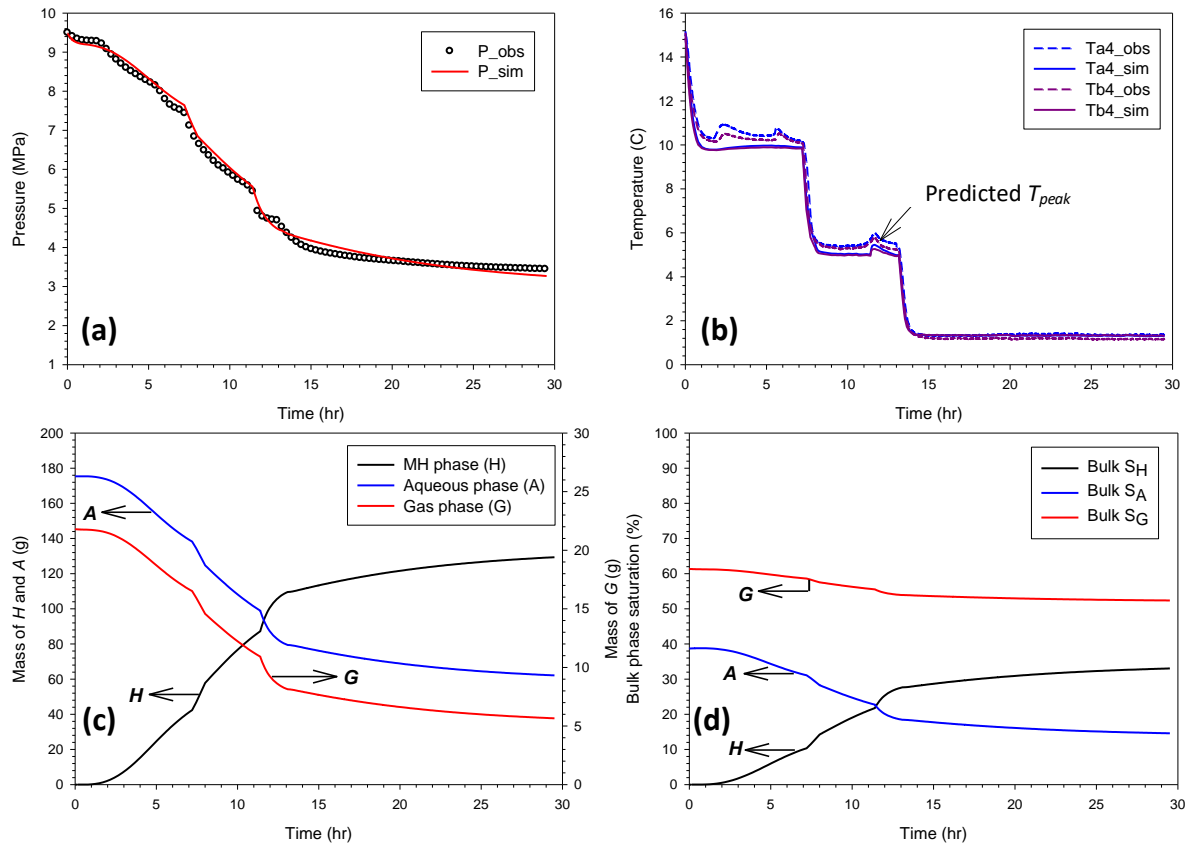 10
9
8
7
6
5
4
3
2
1
Pressure (MPa)
P_obs
P_sim
(a)
0 5 10 15 20 25 30
Time (hr)
16
14
12
10
8
6
4
2
0
Temperature (C)
Ta4_obs
Ta4_sim
Tb4_obs
Tb4_sim
Predicted Tpeak
(b)
0 5 10 15 20 25 30
Time (hr)
200
180
160
140
120
100
80
60
40
20
0
Mass of H and A (g)
30
25
20
15
10
5
0
Mass of G (g)
MH phase (H)
Aqueous phase (A)
Gas phase (G)
A
H
G
(c)
0 5 10 15 20 25 30
Time (hr)
100
90
80
70
60
50
40
30
20
10
0
Bulk phase saturation (%)
Bulk SH
Bulk SA
Bulk SG
G
A
H
(d)
0 5 10 15 20 25 30
Time (hr)